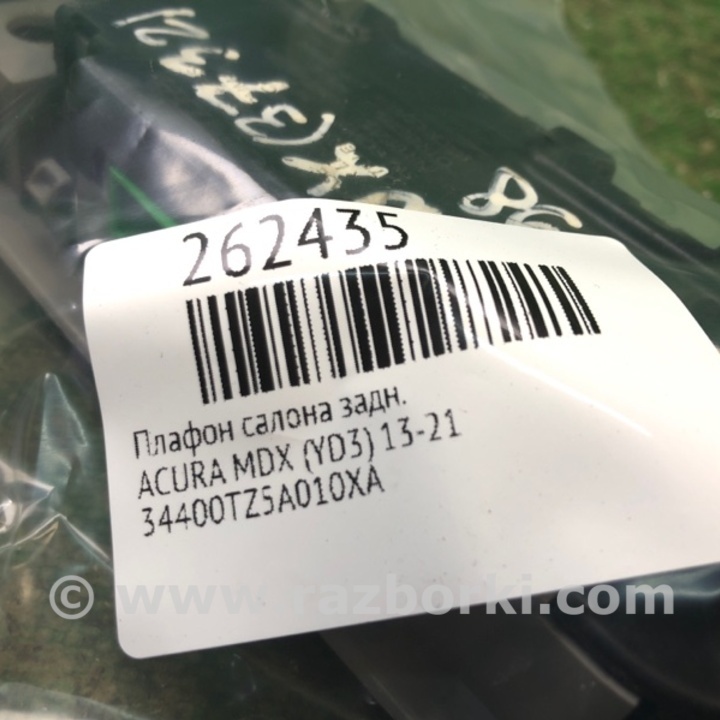 262435
Плафон салона задн.
ACURA MDX (YD3) 13-21
34400TZ5A010XA
© www.razborki.com